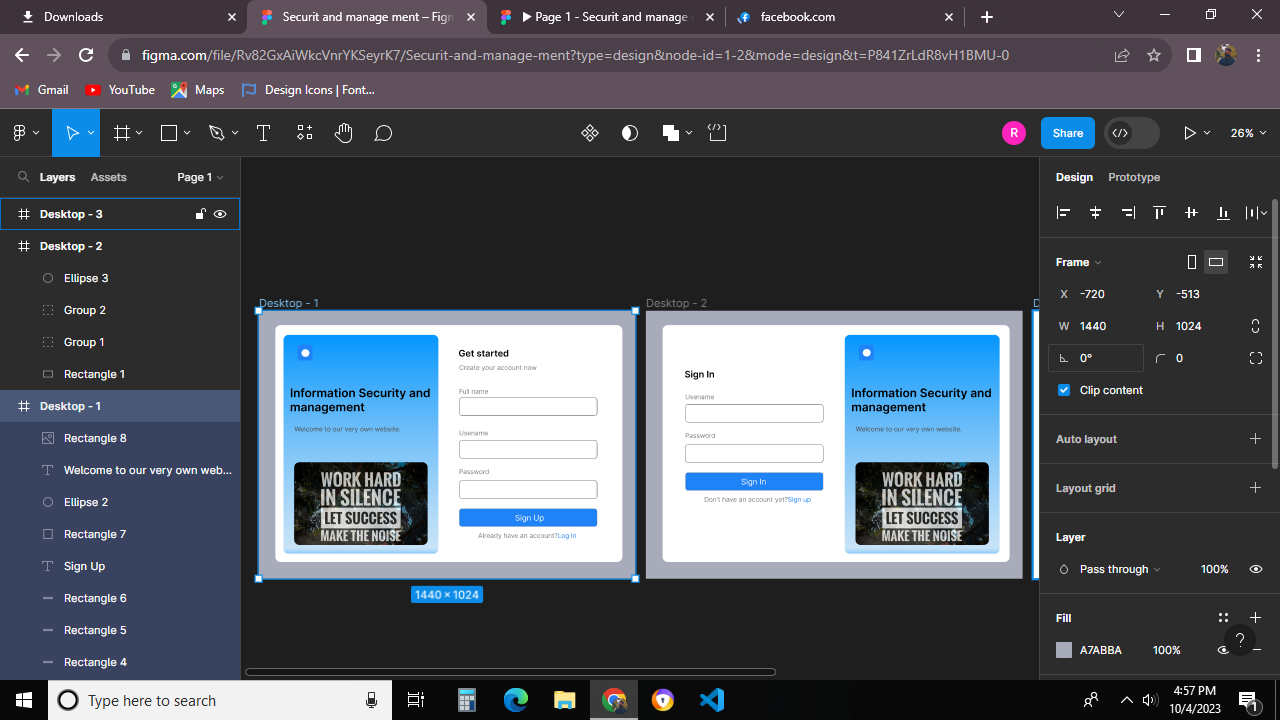 Downloads
Securit and manage ment – Figm
▶ Page 1 - Securit and manage
facebook.com
figma.com/file/Rv82GxAiWkcVnrYKSeyrK7/Securit-and-manage-ment?type=design&node-id=1-2&mode=design&t=P841ZrLdR8vH1BMU-0
Gmail
YouTube
Maps
Design Icons | Font...
R
Share
26%
Layers
Assets
Page 1
Desktop - 3
Desktop - 2
Ellipse 3
Group 2
Group 1
Rectangle 1
Desktop - 1
Rectangle 8
Welcome to our very own web...
Ellipse 2
Rectangle 7
Sign Up
Rectangle 6
Rectangle 5
Rectangle 4
Desktop - 1
Information Security and
management
Welcome to our very own website.
WORK HARD
IN SILENCE
LET SUCCESS
MAKE THE NOI$E
Get started
Create your account now
Full name
Username
Password
Sign Up
Already have an account?Log in
1440 × 1024
Desktop - 2
Sign In
Usename
Password
Sign In
Don't have an account yet?Sign up
Information Security and
management
Welcome to our very own website.
WORK HARD
IN SILENCE
LET SUCCESS
MAKE THE NOI$E
Design
Prototype
Frame
X -720
Y -513
W 1440
H 1024
0°
0
Clip content
Auto layout
Layout grid
Layer
Pass through
100%
Fill
A7ABBA
100%
?
Type here to search
4:57 PM
10/4/2023
1